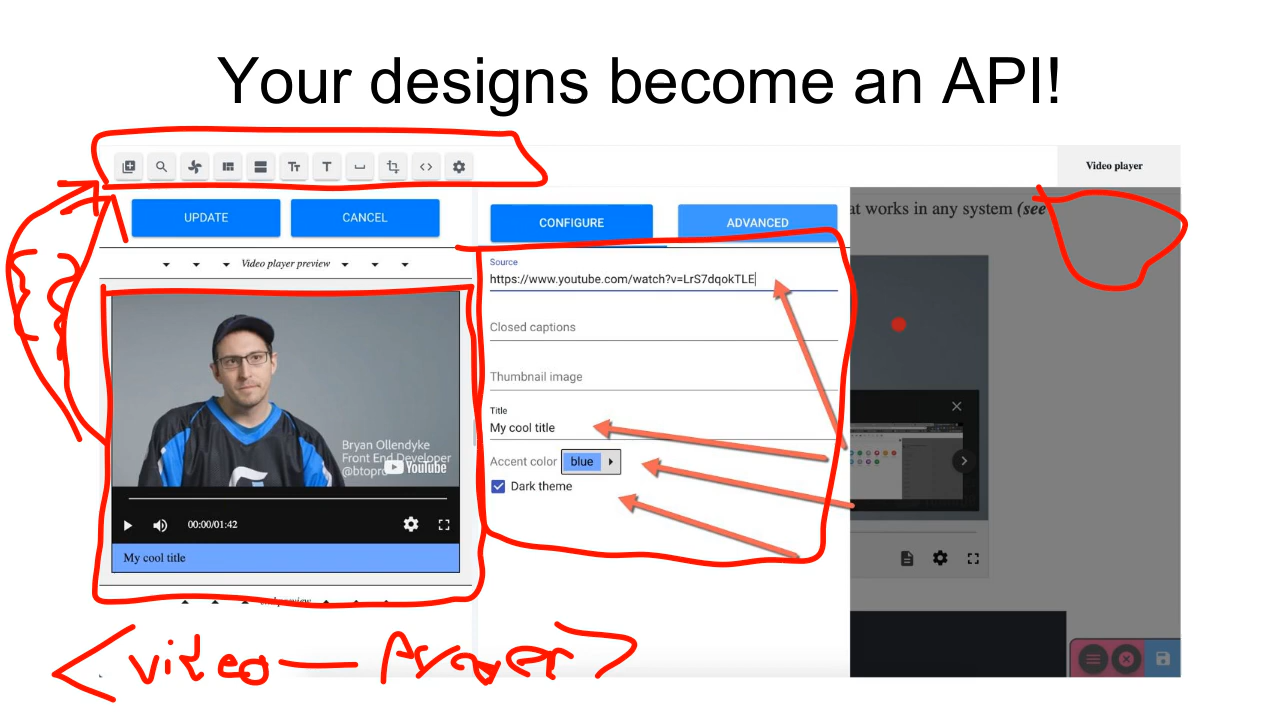 Your designs become an API!
Video player
UPDATE
CANCEL
CONFIGURE
ADVANCED
at works in any system (see
Video player preview
Source
https://www.youtube.com/watch?v=LrS7dqokTLE
Closed captions
Thumbnail image
Title
My cool title
Accent color blue
Dark theme
Bryan Ollendyke
Front End Developer
@btopro
YouTube
00:00/01:42
My cool title
preview
<video-